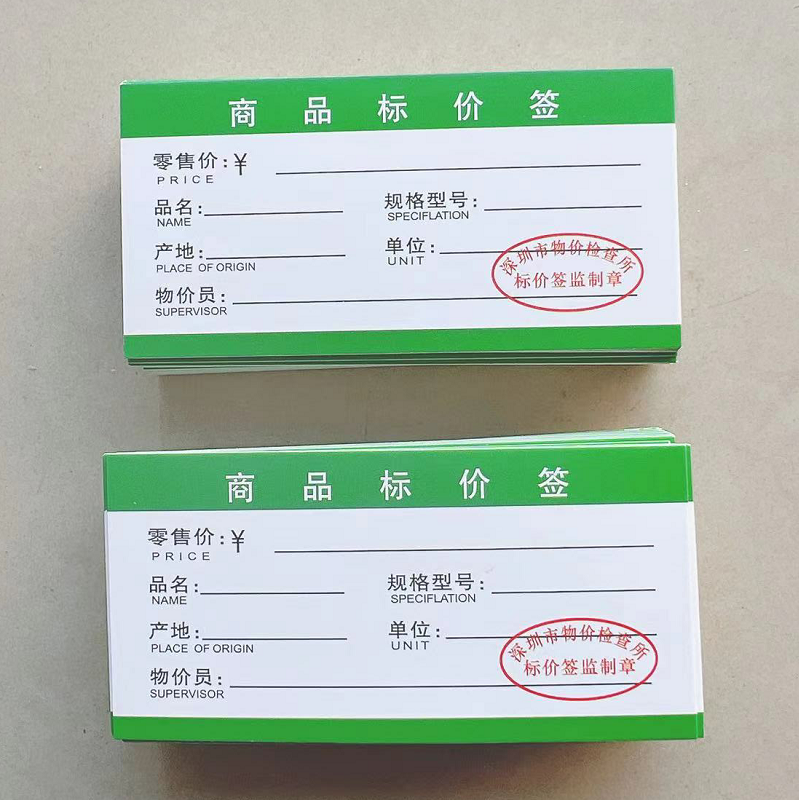 商品标价签
零售价:￥
PRICE
品名: 规格型号:
NAME SPECIFLATION
产地: 单位:
PLACE OF ORIGIN UNIT
深圳市物价检查所
标价签监制章
物价员:
SUPERVISOR
商品标价签
零售价:￥
PRICE
品名: 规格型号:
NAME SPECIFLATION
产地: 单位:
PLACE OF ORIGIN UNIT
深圳市物价检查所
标价签监制章
物价员:
SUPERVISOR